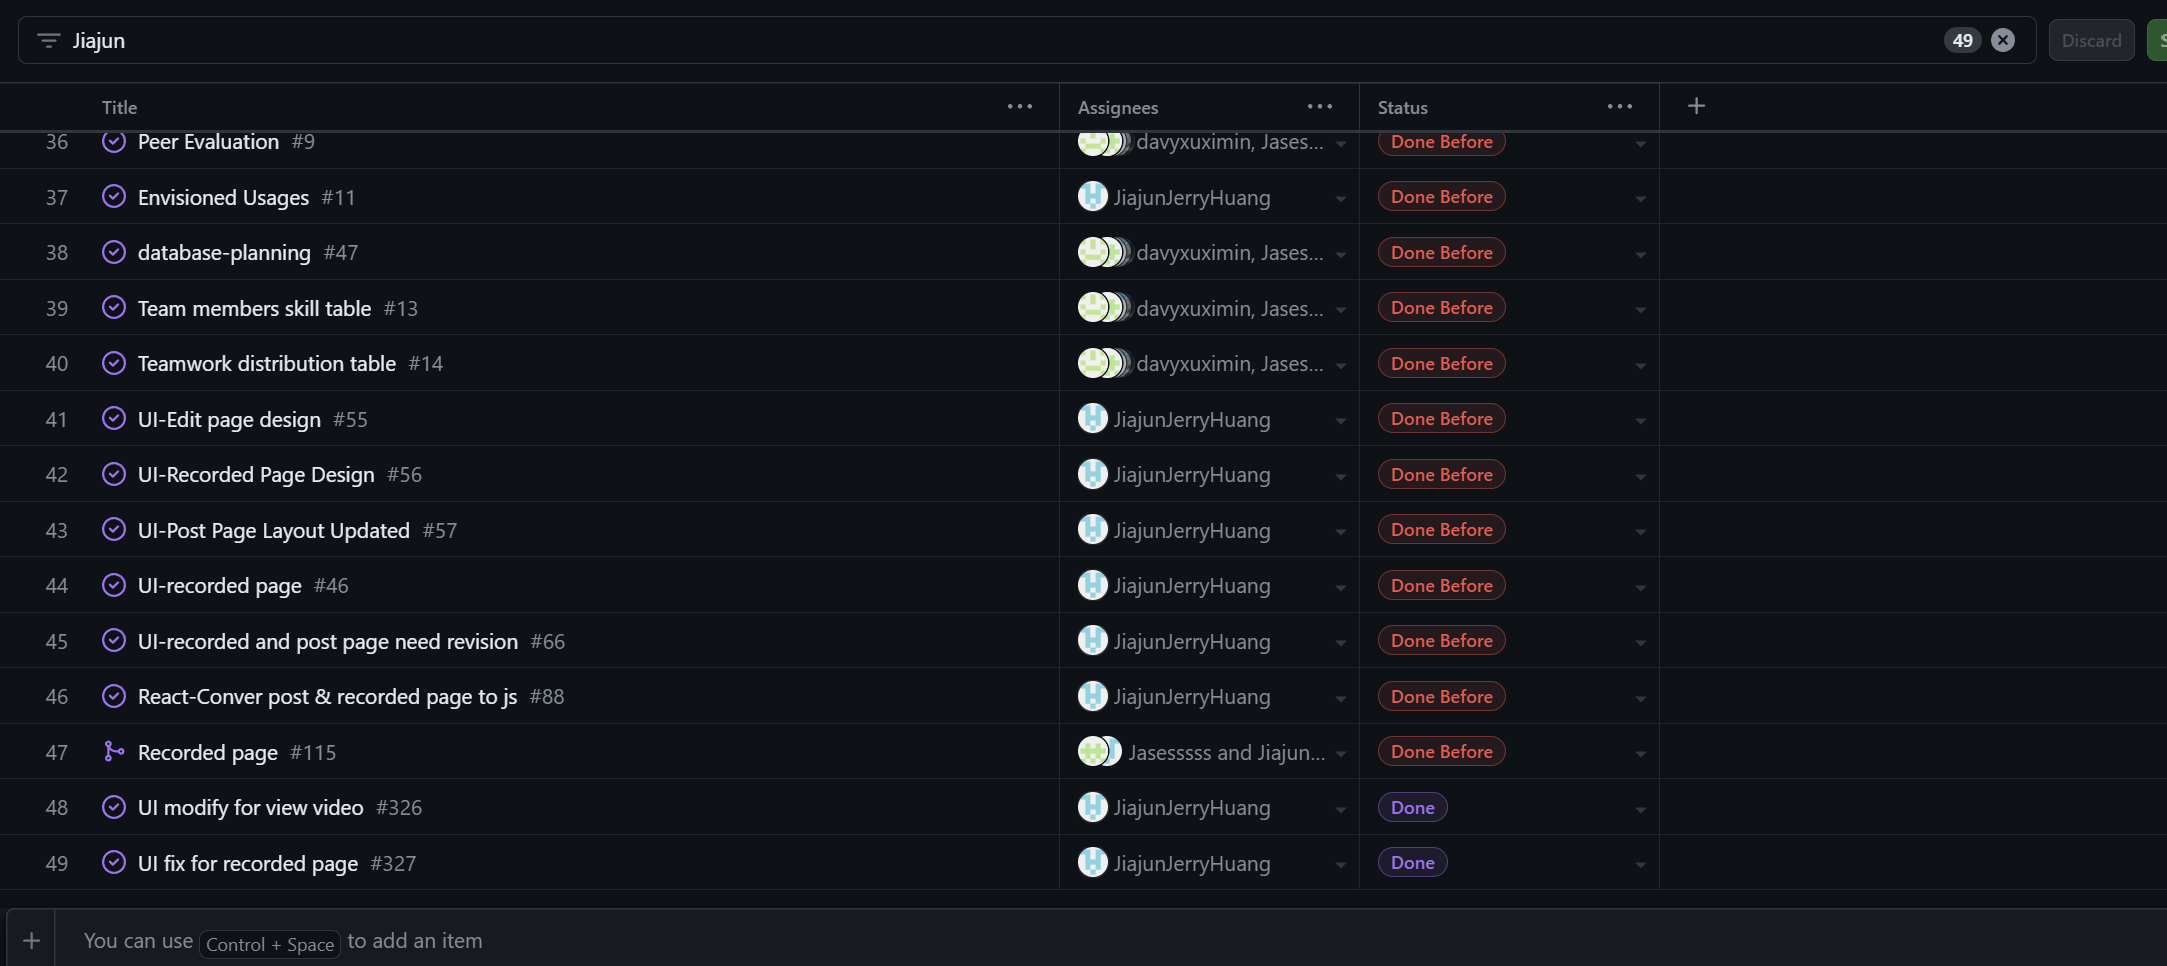 Jiajun 49 Discard
Title ... Assignees ... Status ... +
36 Peer Evaluation #9 davyxuximin, Jases... Done Before
37 Envisioned Usages #11 JiajunJerryHuang Done Before
38 database-planning #47 davyxuximin, Jases... Done Before
39 Team members skill table #13 davyxuximin, Jases... Done Before
40 Teamwork distribution table #14 davyxuximin, Jases... Done Before
41 UI-Edit page design #55 JiajunJerryHuang Done Before
42 UI-Recorded Page Design #56 JiajunJerryHuang Done Before
43 UI-Post Page Layout Updated #57 JiajunJerryHuang Done Before
44 UI-recorded page #46 JiajunJerryHuang Done Before
45 UI-recorded and post page need revision #66 JiajunJerryHuang Done Before
46 React-Conver post & recorded page to js #88 JiajunJerryHuang Done Before
47 Recorded page #115 Jasesssss and Jiajun... Done Before
48 UI modify for view video #326 JiajunJerryHuang Done
49 UI fix for recorded page #327 JiajunJerryHuang Done
+ You can use Control + Space to add an item